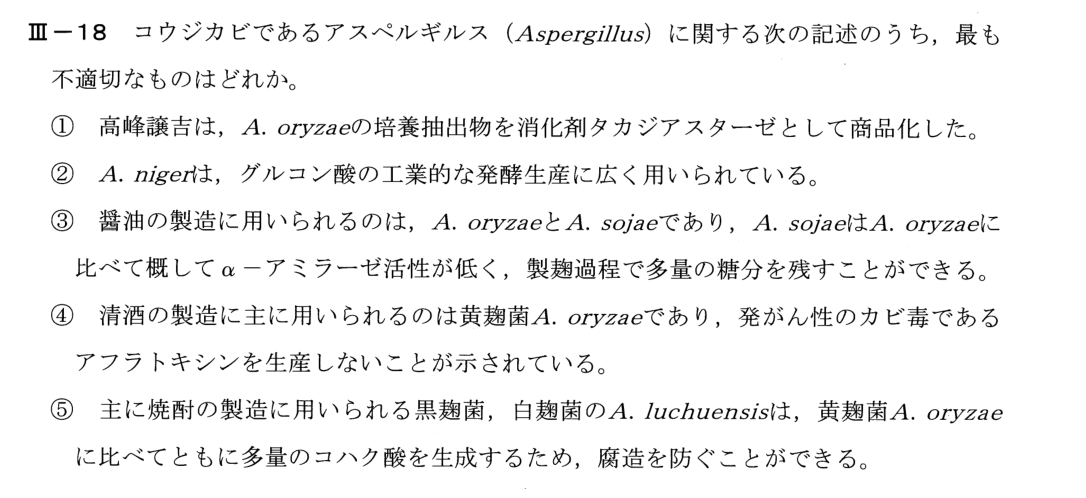 Ⅲ－18　コウジカビであるアスペルギルス（Aspergillus）に関する次の記述のうち，最も
不適切なものはどれか。
①　高峰譲吉は，A. oryzaeの培養抽出物を消化剤タカジアスターゼとして商品化した。
②　A. nigerは，グルコン酸の工業的な発酵生産に広く用いられている。
③　醤油の製造に用いられるのは，A. oryzaeとA. sojaeであり，A. sojaeはA. oryzaeに
比べて概してα－アミラーゼ活性が低く，製麹過程で多量の糖分を残すことができる。
④　清酒の製造に主に用いられるのは黄麹菌A. oryzaeであり，発がん性のカビ毒である
アフラトキシンを生産しないことが示されている。
⑤　主に焼酎の製造に用いられる黒麹菌，白麹菌のA. luchuensisは，黄麹菌A. oryzae
に比べてともに多量のコハク酸を生成するため，腐造を防ぐことができる。